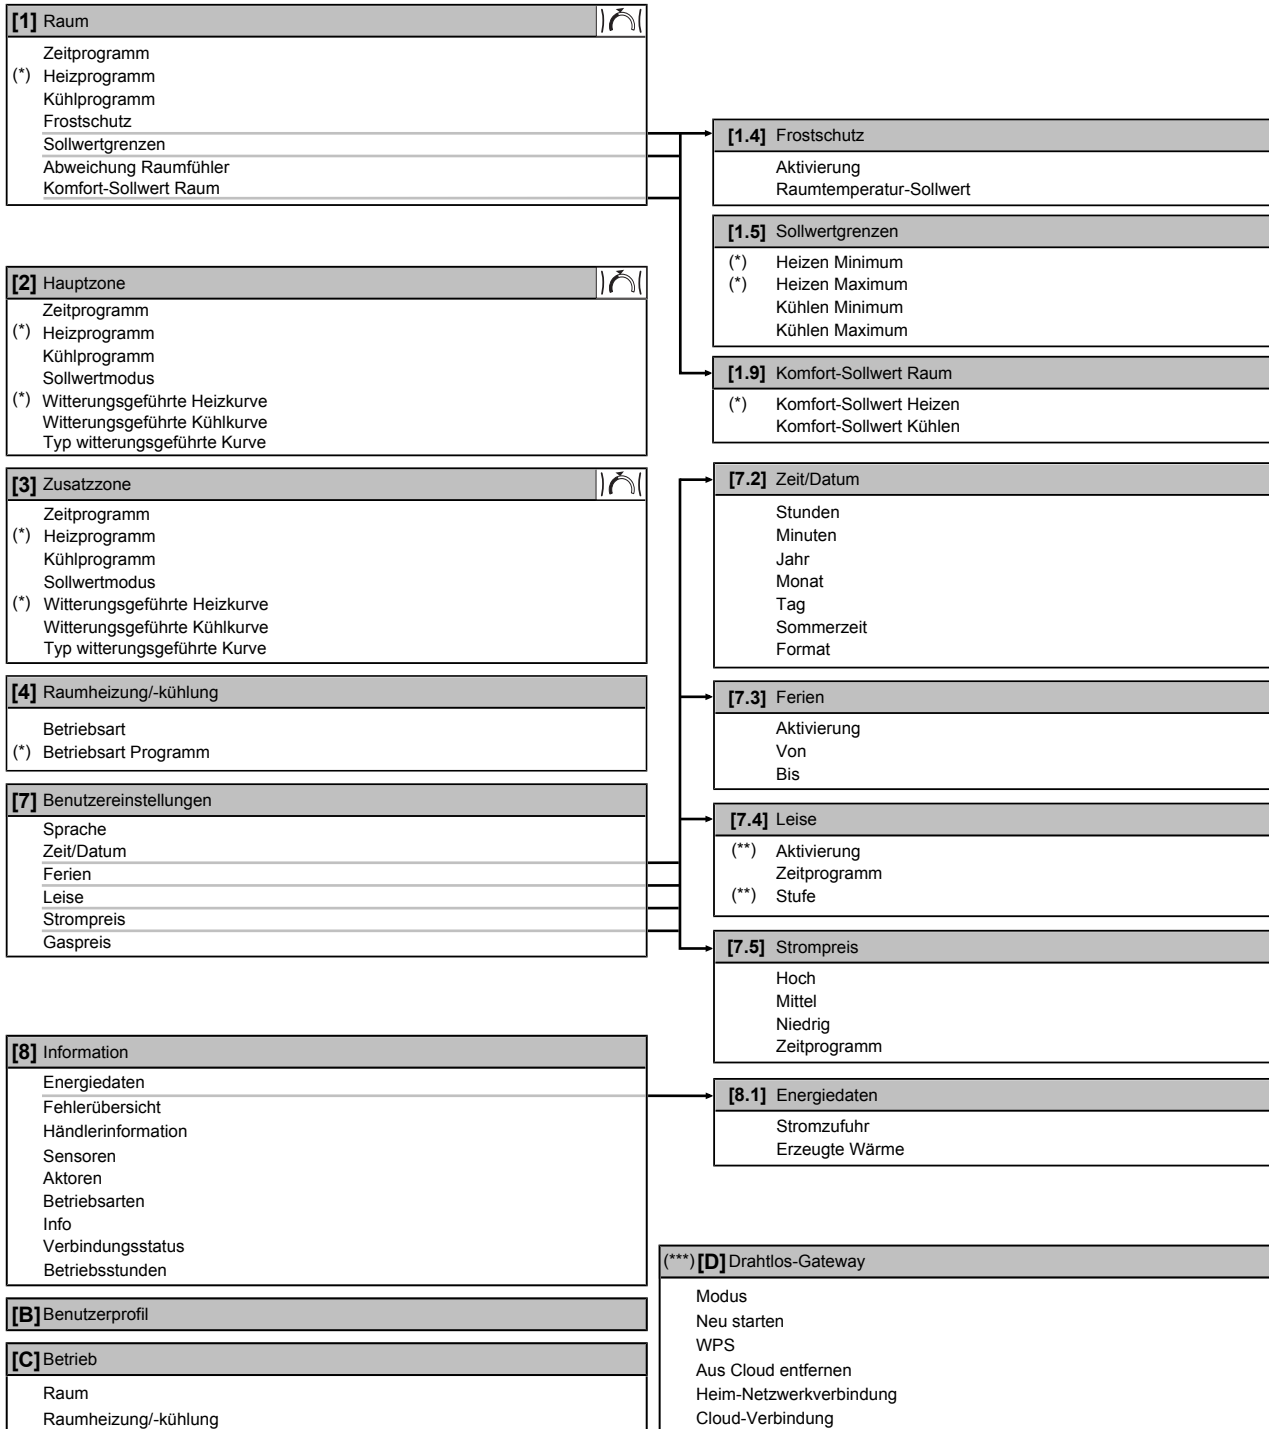 [1] Raum
Zeitprogramm
(*) Heizprogramm
Kühlprogramm
Frostschutz
Sollwertgrenzen
Abweichung Raumfühler
Komfort-Sollwert Raum
[2] Hauptzone
Zeitprogramm
(*) Heizprogramm
Kühlprogramm
Sollwertmodus
(*) Witterungsgeführte Heizkurve
Witterungsgeführte Kühlkurve
Typ witterungsgeführte Kurve
[3] Zusatzzone
Zeitprogramm
(*) Heizprogramm
Kühlprogramm
Sollwertmodus
(*) Witterungsgeführte Heizkurve
Witterungsgeführte Kühlkurve
Typ witterungsgeführte Kurve
[4] Raumheizung/-kühlung
Betriebsart
(*) Betriebsart Programm
[7] Benutzereinstellungen
Sprache
Zeit/Datum
Ferien
Leise
Strompreis
Gaspreis
[8] Information
Energiedaten
Fehlerübersicht
Händlerinformation
Sensoren
Aktoren
Betriebsarten
Info
Verbindungsstatus
Betriebsstunden
[B] Benutzerprofil
[C] Betrieb
Raum
Raumheizung/-kühlung
[1.4] Frostschutz
Aktivierung
Raumtemperatur-Sollwert
[1.5] Sollwertgrenzen
(*) Heizen Minimum
(*) Heizen Maximum
Kühlen Minimum
Kühlen Maximum
[1.9] Komfort-Sollwert Raum
(*) Komfort-Sollwert Heizen
Komfort-Sollwert Kühlen
[7.2] Zeit/Datum
Stunden
Minuten
Jahr
Monat
Tag
Sommerzeit
Format
[7.3] Ferien
Aktivierung
Von
Bis
[7.4] Leise
(**) Aktivierung
Zeitprogramm
(**) Stufe
[7.5] Strompreis
Hoch
Mittel
Niedrig
Zeitprogramm
[8.1] Energiedaten
Stromzufuhr
Erzeugte Wärme
(***) [D] Drahtlos-Gateway
Modus
Neu starten
WPS
Aus Cloud entfernen
Heim-Netzwerkverbindung
Cloud-Verbindung